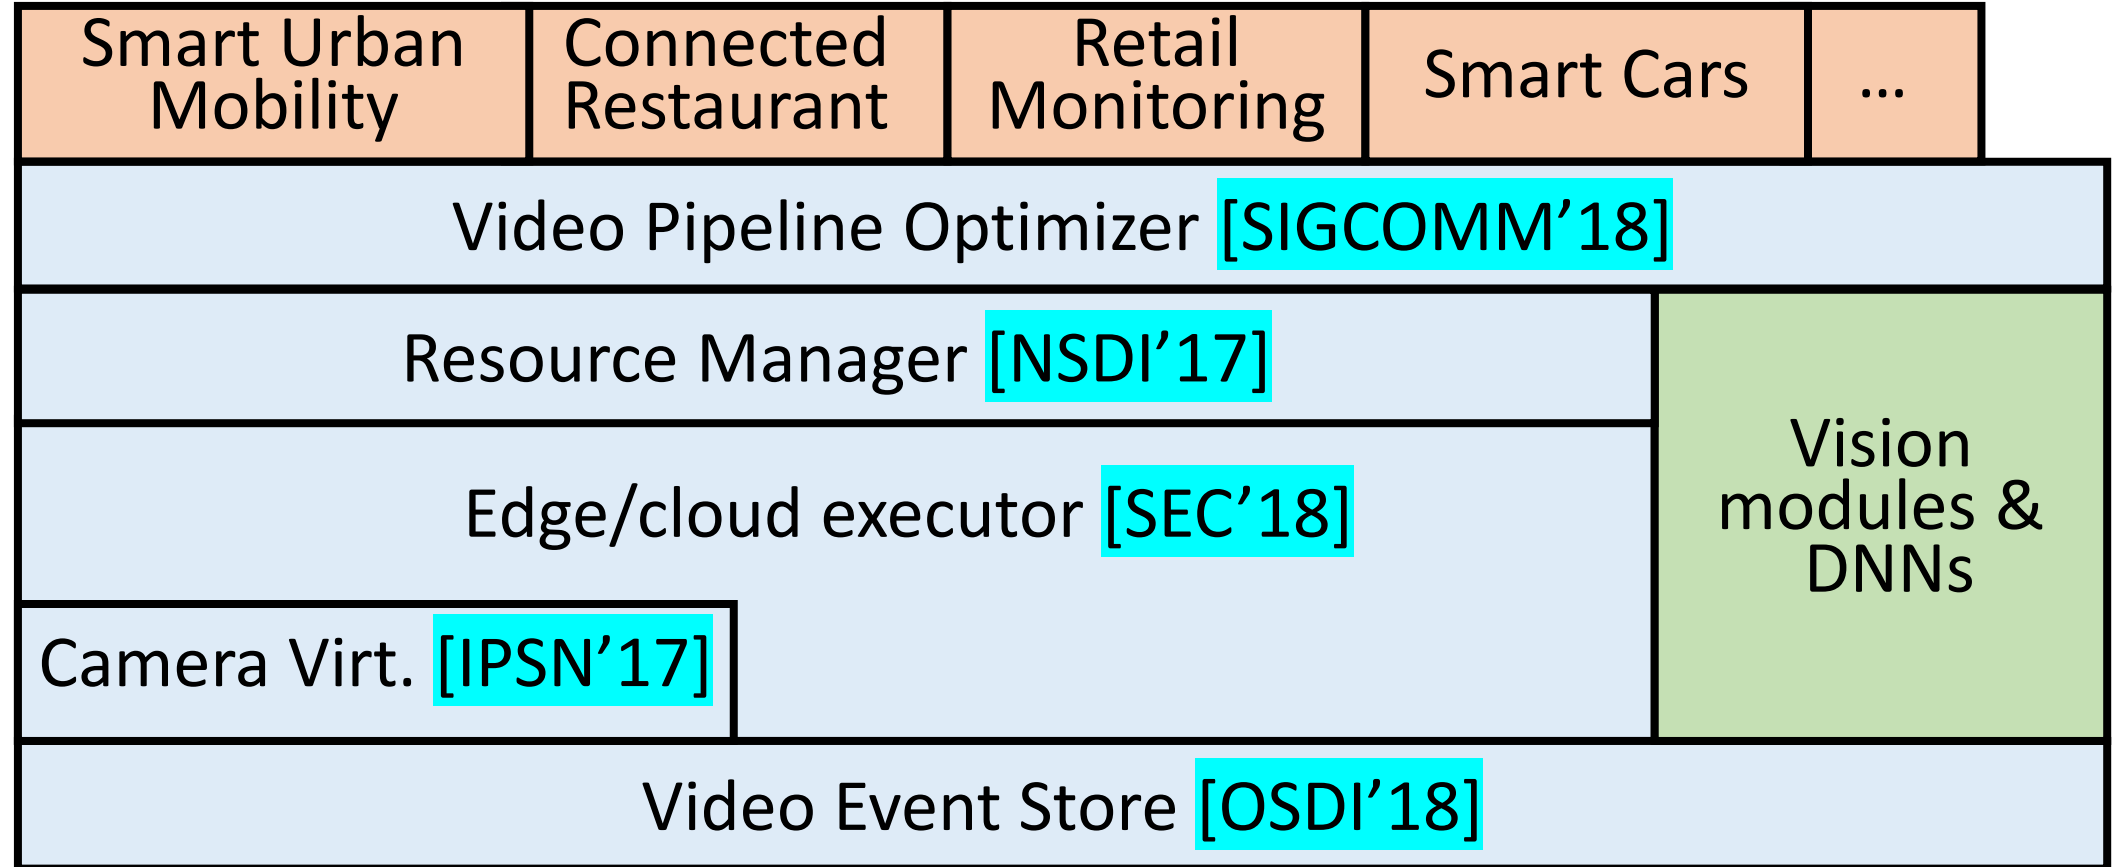 Smart Urban
Mobility
Connected
Restaurant
Retail
Monitoring
Smart Cars
...
Video Pipeline Optimizer [SIGCOMM’18]
Resource Manager [NSDI’17]
Edge/cloud executor [SEC’18]
Vision
modules &
DNNs
Camera Virt. [IPSN’17]
Video Event Store [OSDI’18]